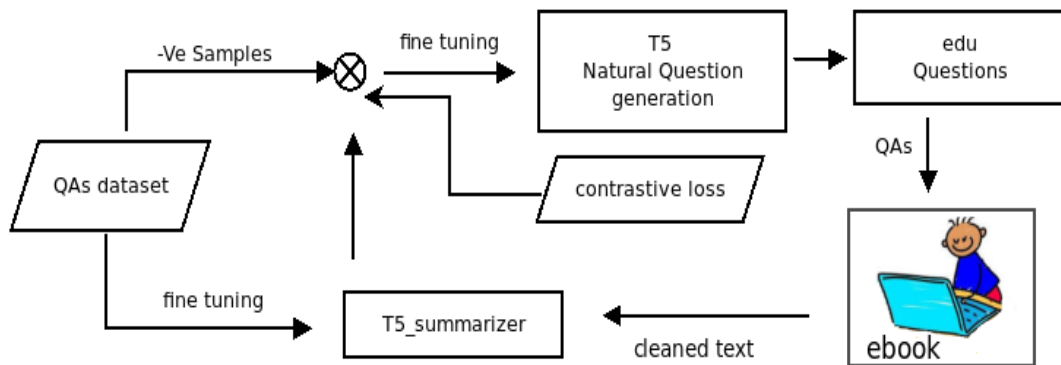 -Ve Samples
fine tuning
T5
Natural Question
generation
edu
Questions
QAs
QAs dataset
contrastive loss
fine tuning
T5_summarizer
cleaned text
ebook